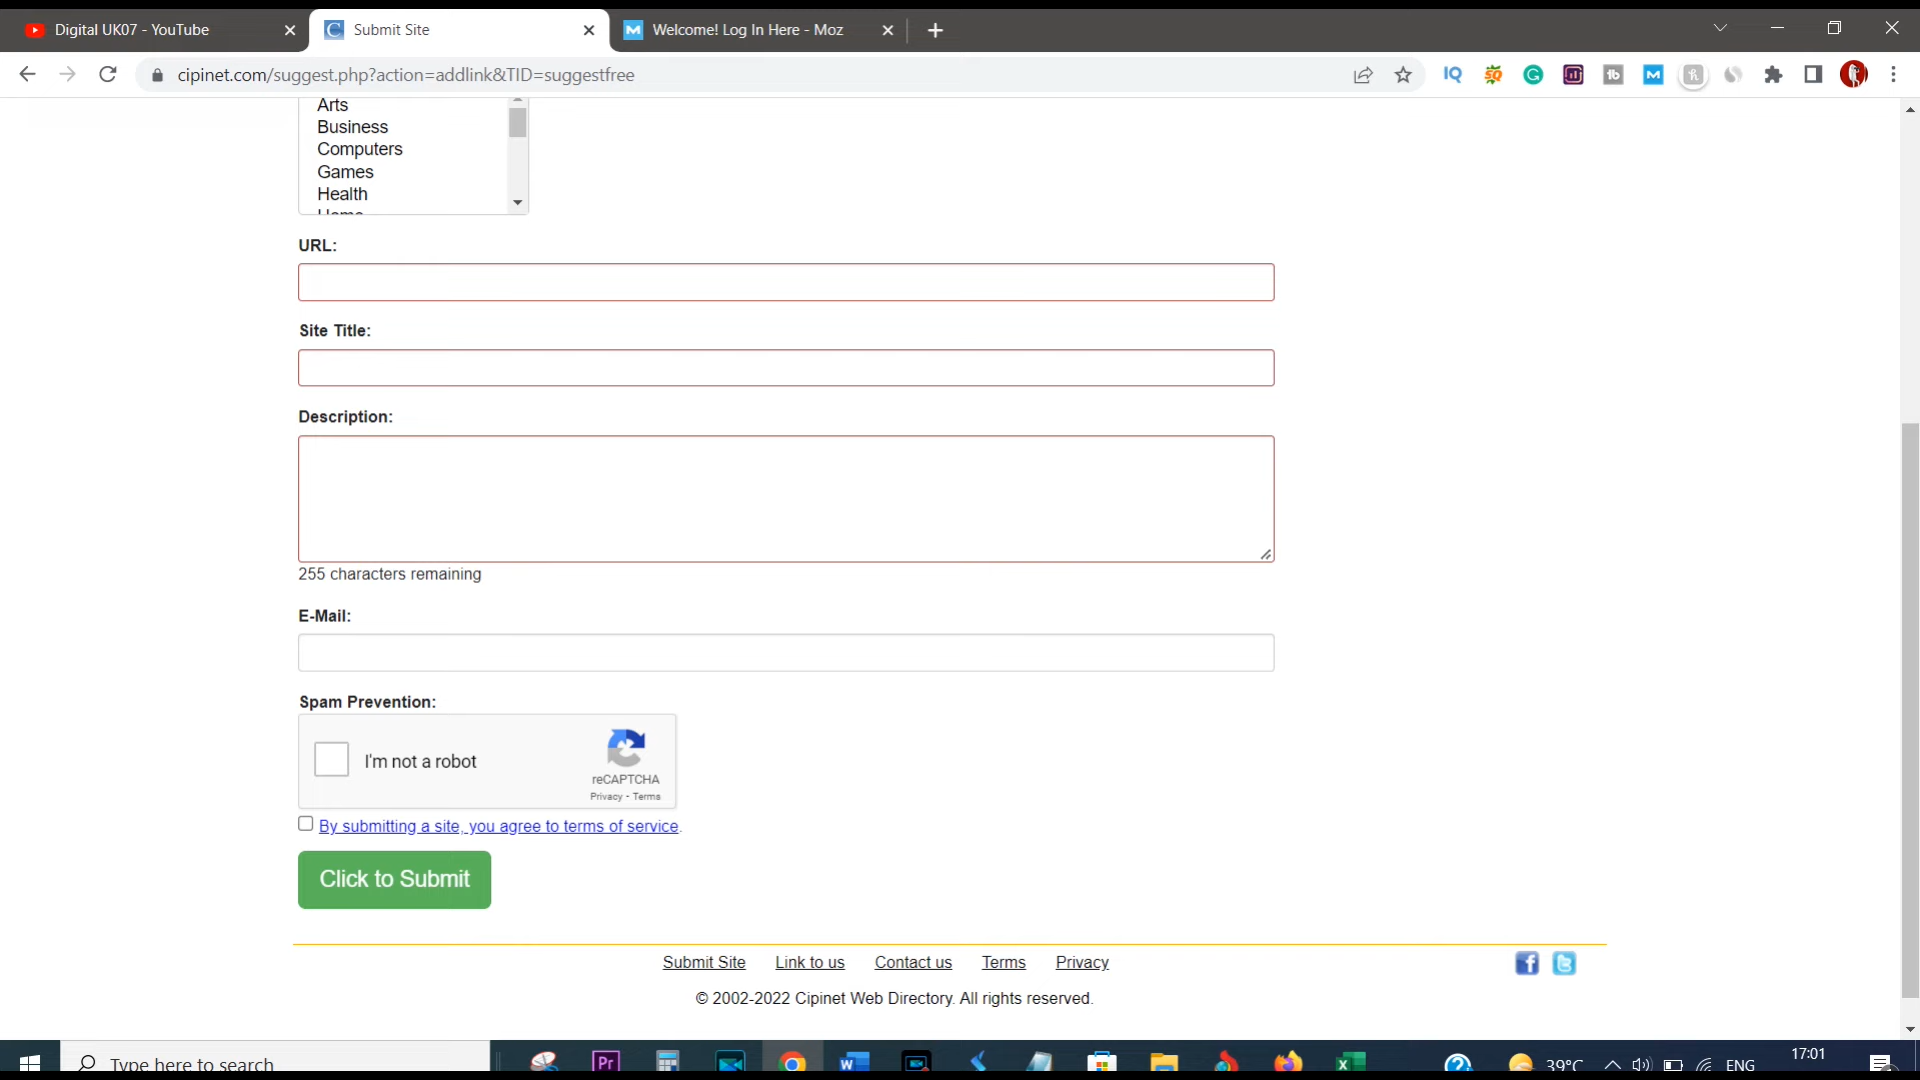 Digital UK07 - YouTube
Submit Site
Welcome! Log In Here - Moz
cipinet.com/suggest.php?action=addlink&TID=suggestfree
Arts
Business
Computers
Games
Health
Home
URL:
Site Title:
Description:
255 characters remaining
E-Mail:
Spam Prevention:
I'm not a robot
reCAPTCHA
Privacy - Terms
By submitting a site, you agree to terms of service.
Click to Submit
Submit Site Link to us Contact us Terms Privacy
© 2002-2022 Cipinet Web Directory. All rights reserved.
Type here to search
39°C
ENG
17:01